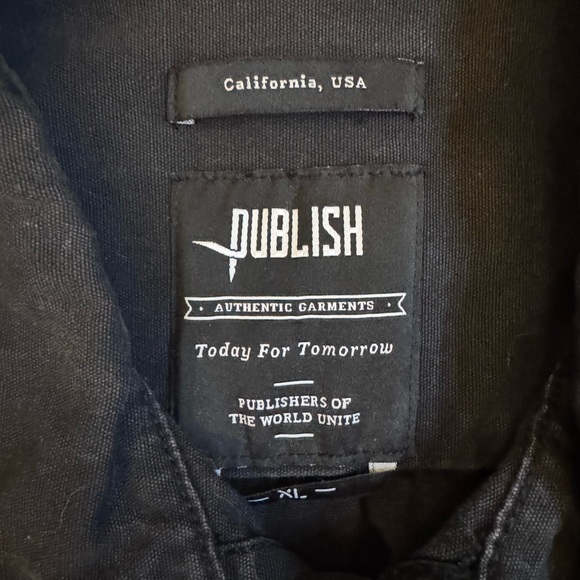 California, USA
PUBLISH
AUTHENTIC GARMENTS
Today For Tomorrow
PUBLISHERS OF
THE WORLD UNITE
XL